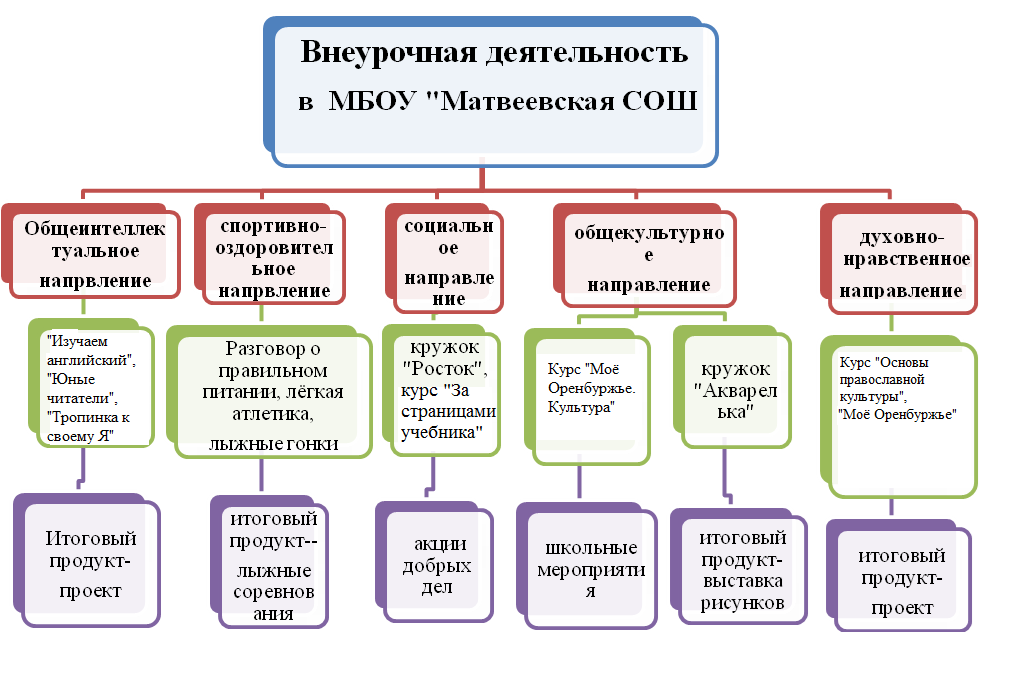 Внеурочная деятельность
в МБОУ "Матвеевская СОШ
Общеинтеллек
туальное
напрвление
спортивно-
оздоровител
ьное
напрвление
социальн
ое
направле
ние
общекультурно
е
направление
духовно-
нравственное
направление
"Изучаем
английский",
"Юные
читатели",
"Тропинка к
своему Я"
Разговор о
правильном
питании, лёгкая
атлетика,
лыжные гонки
кружок
"Росток",
курс "За
страницами
учебника"
Курс "Моё
Оренбуржье.
Культура"
кружок
"Акварел
ька"
Курс "Основы
православной
культуры",
"Моё Оренбуржье"
Итоговый
продукт-
проект
итоговый
продукт--
лыжные
соревнов
ания
акции
добрых
дел
школьные
мероприяти
я
итоговый
продукт-
выставка
рисунков
итоговый
продукт-
проект